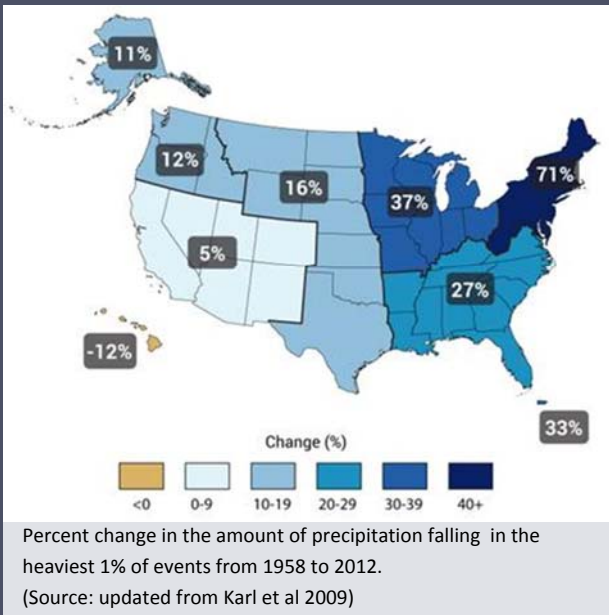 11%
12%
16%
37%
71%
5%
27%
-12%
33%
Change (%)
<0 0-9 10-19 20-29 30-39 40+
Percent change in the amount of precipitation falling in the
heaviest 1% of events from 1958 to 2012.
(Source: updated from Karl et al 2009)